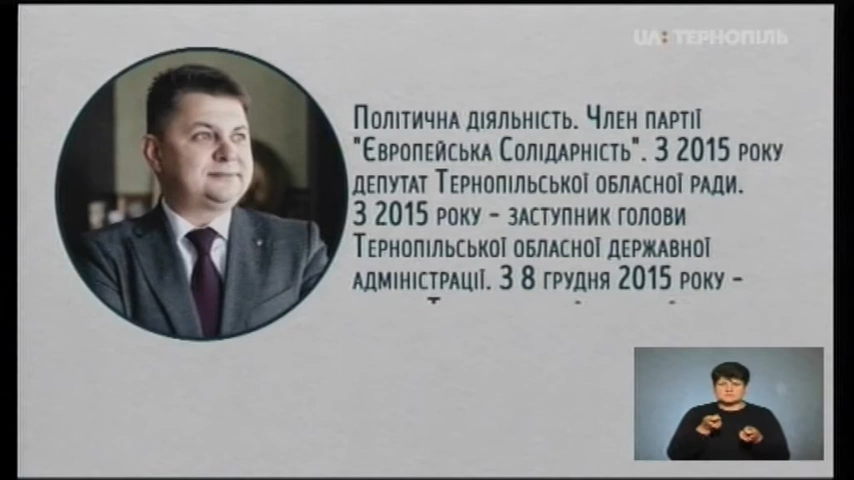 UA: ТЕРНОПІЛЬ
Політична діяльність. Член партії
"Європейська Солідарність". З 2015 року
депутат Тернопільської обласної ради.
З 2015 року - заступник голови
Тернопільської обласної державної
адміністрації. З 8 грудня 2015 року -